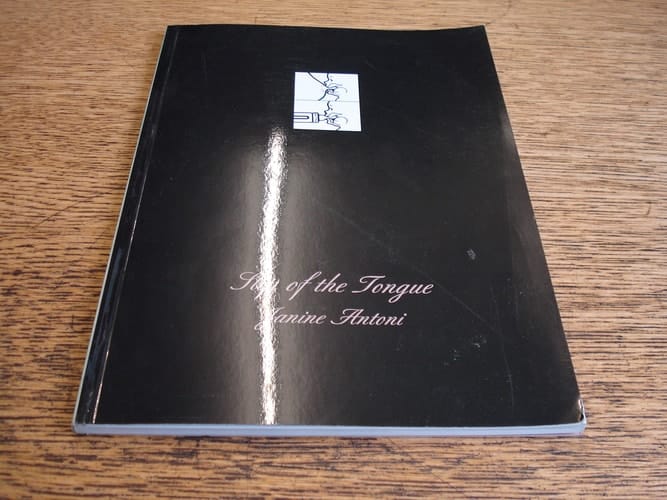 Slip of the Tongue
Janine Antoni